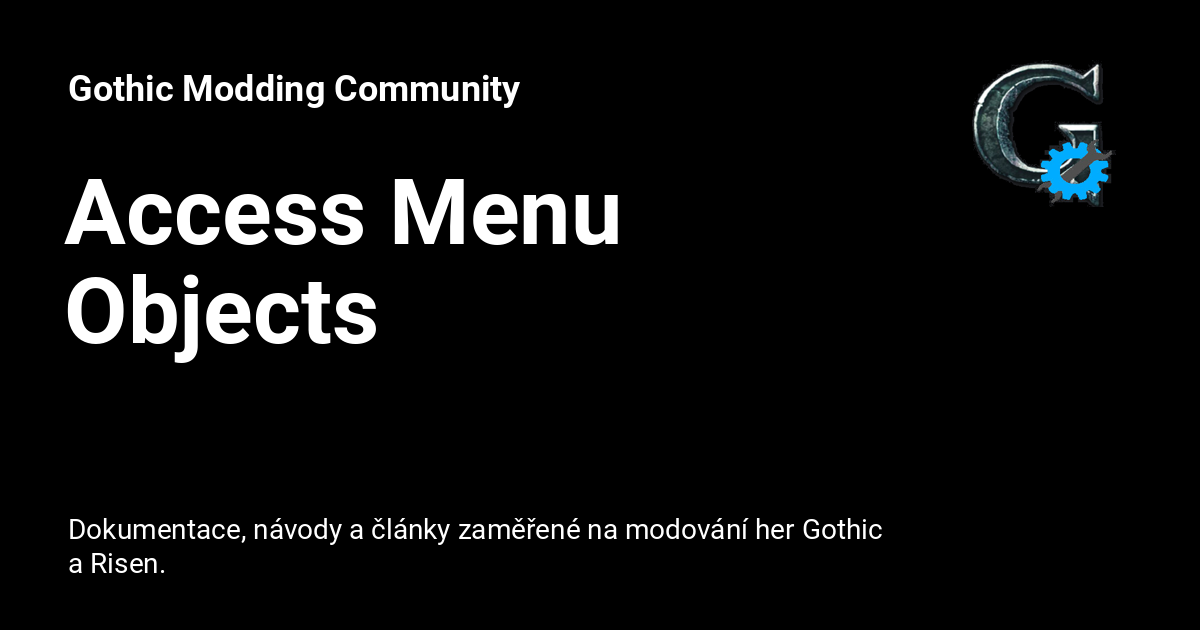 Gothic Modding Community
Access Menu
Objects
Dokumentace, návody a články zaměřené na modování her Gothic
a Risen.